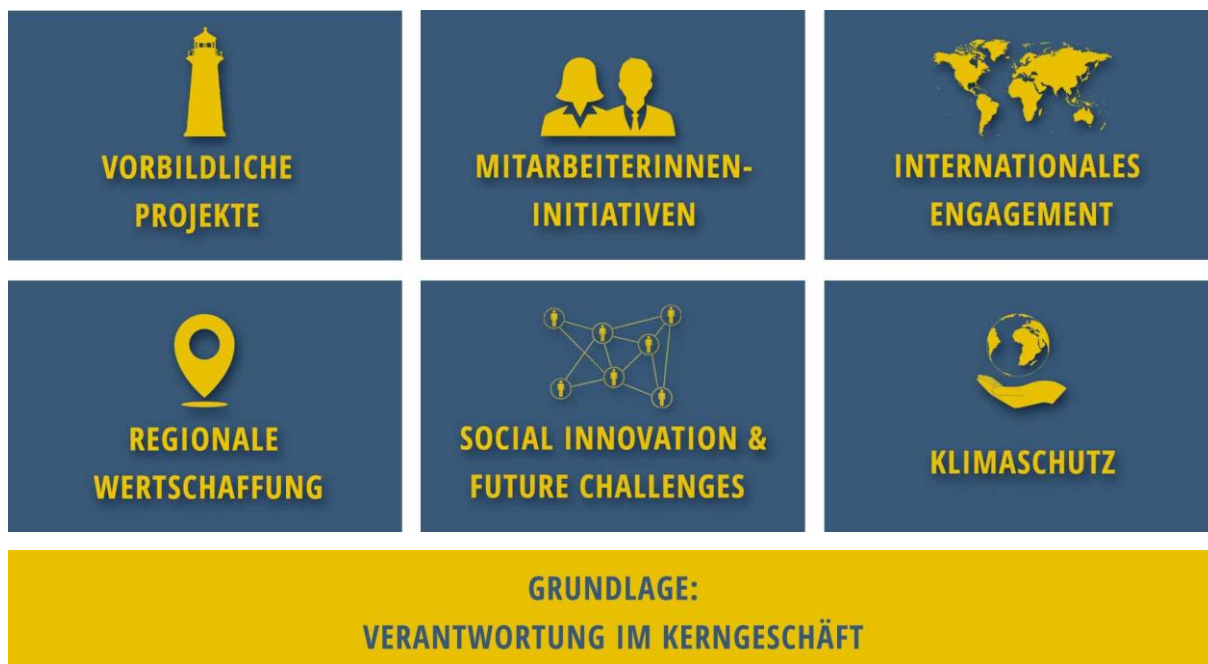 VORBILDLICHE
PROJEKTE
MITARBEITERINNEN-
INITIATIVEN
INTERNATIONALES
ENGAGEMENT
REGIONALE
WERTSCHAFFUNG
SOCIAL INNOVATION &
FUTURE CHALLENGES
KLIMASCHUTZ
GRUNDLAGE:
VERANTWORTUNG IM KERNGESCHÄFT